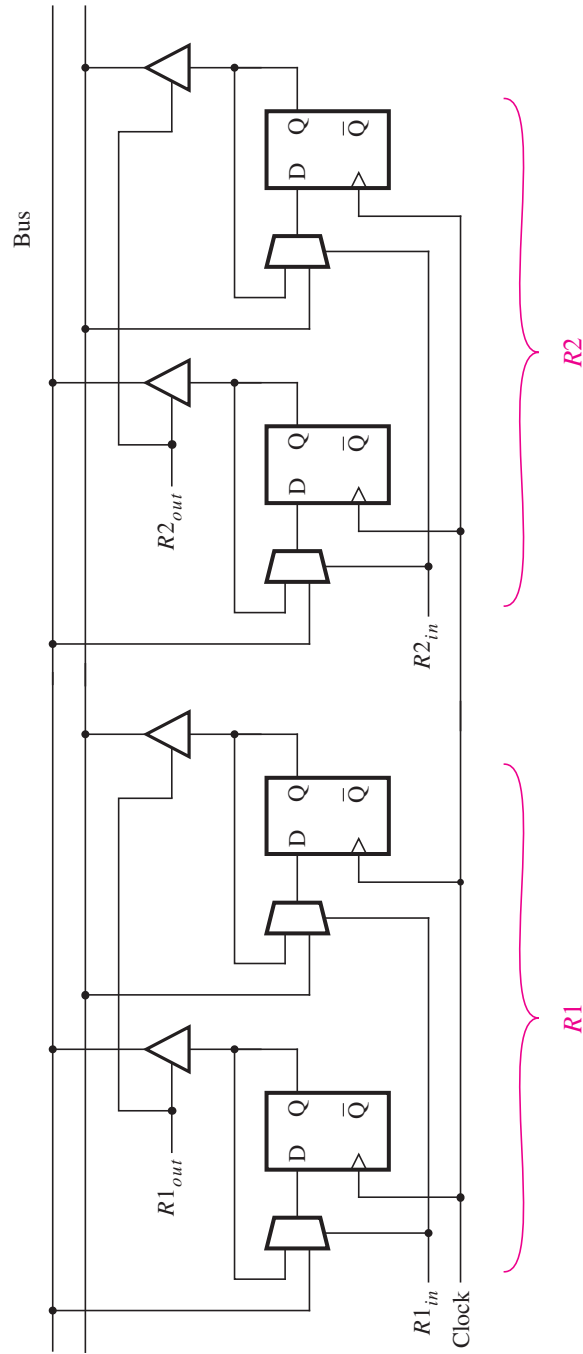 Bus
R1out
R2out
D Q
Q̅
D Q
Q̅
D Q
Q̅
D Q
Q̅
R1in
R2in
Clock
R1
R2